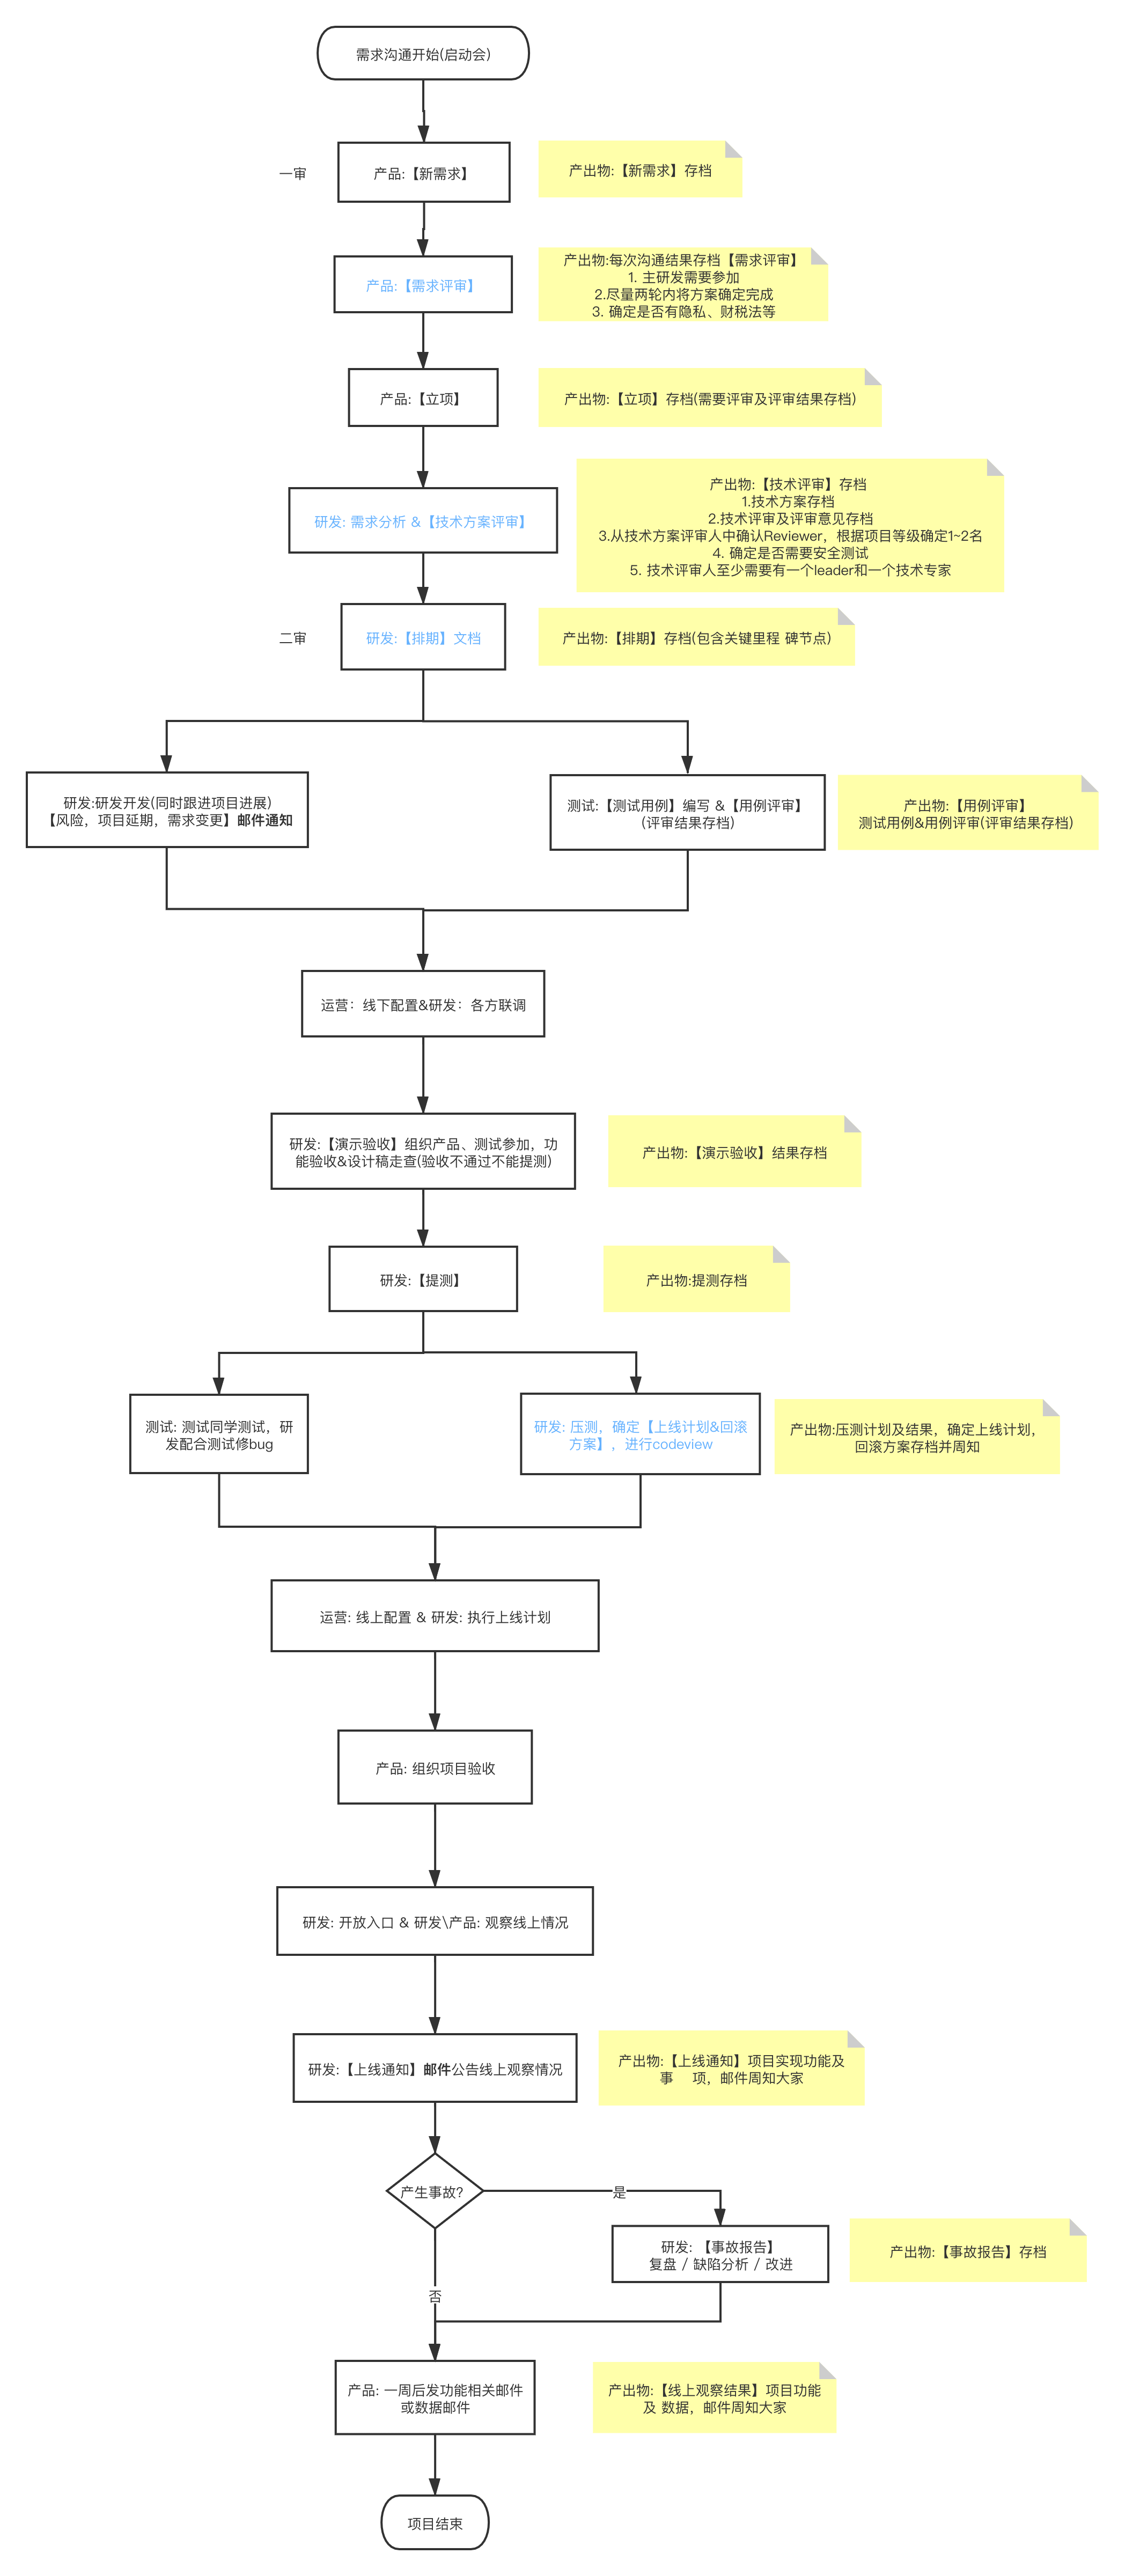 需求沟通开始(启动会)
一审
产品:【新需求】
产出物:【新需求】存档
产品:【需求评审】
产出物:每次沟通结果存档【需求评审】
1. 主研发需要参加
2.尽量两轮内将方案确定完成
3. 确定是否有隐私、财税法等
产品:【立项】
产出物:【立项】存档(需要评审及评审结果存档)
研发: 需求分析 &【技术方案评审】
产出物:【技术评审】存档
1.技术方案存档
2.技术评审及评审意见存档
3.从技术方案评审人中确认Reviewer，根据项目等级确定1~2名
4. 确定是否需要安全测试
5. 技术评审人至少需要有一个leader和一个技术专家
二审
研发:【排期】文档
产出物:【排期】存档(包含关键里程 碑节点)
研发:研发开发(同时跟进项目进展)
【风险，项目延期，需求变更】邮件通知
测试:【测试用例】编写 &【用例评审】
(评审结果存档)
产出物:【用例评审】
测试用例&用例评审(评审结果存档)
运营：线下配置&研发：各方联调
研发:【演示验收】组织产品、测试参加，功
能验收&设计稿走查(验收不通过不能提测)
产出物:【演示验收】结果存档
研发:【提测】
产出物:提测存档
测试: 测试同学测试，研
发配合测试修bug
研发: 压测，确定【上线计划&回滚
方案】，进行codeview
产出物:压测计划及结果，确定上线计划，
回滚方案存档并周知
运营: 线上配置 & 研发: 执行上线计划
产品: 组织项目验收
研发: 开放入口 & 研发\产品: 观察线上情况
研发:【上线通知】邮件公告线上观察情况
产出物:【上线通知】项目实现功能及
事 项，邮件周知大家
产生事故?
是
研发: 【事故报告】
复盘 / 缺陷分析 / 改进
产出物:【事故报告】存档
否
产品: 一周后发功能相关邮件
或数据邮件
产出物:【线上观察结果】项目功能
及 数据，邮件周知大家
项目结束